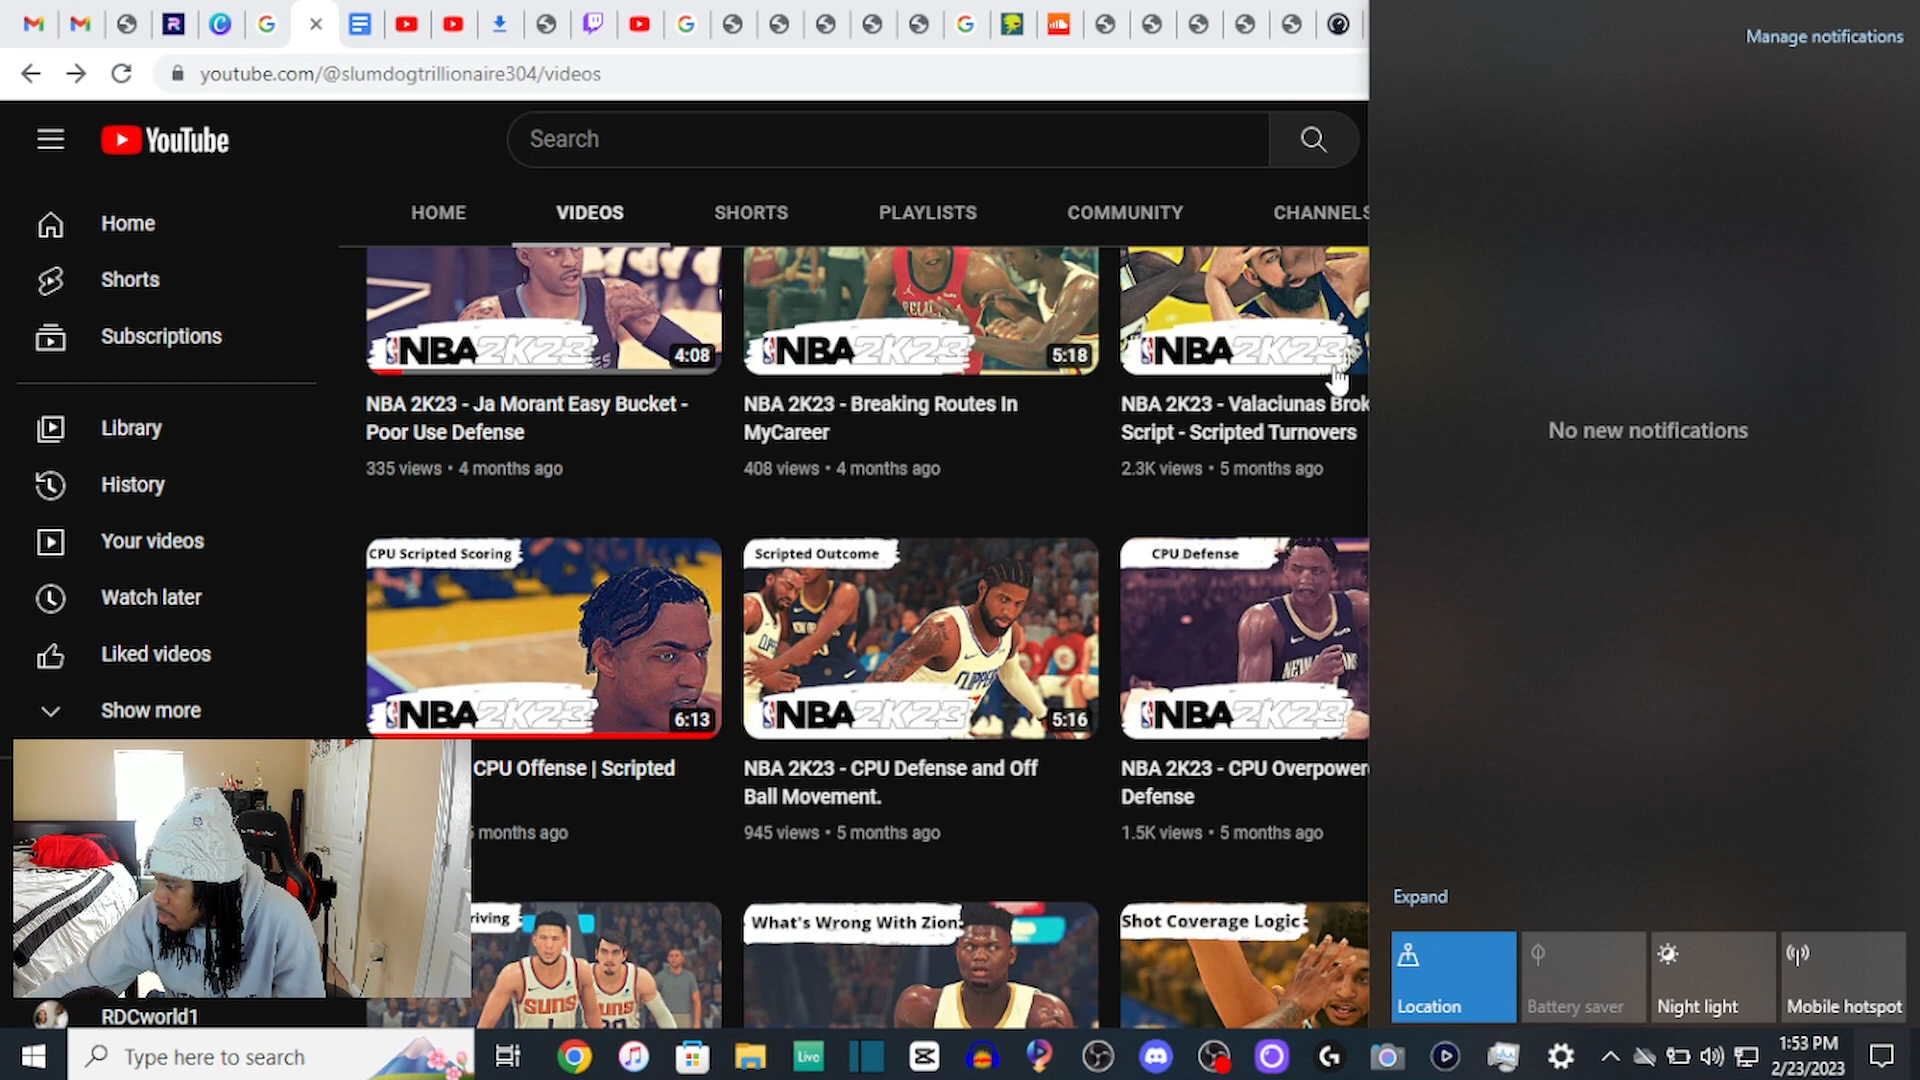 Manage notifications
youtube.com/@slumdogtrillionaire304/videos
YouTube
Search
HOME
VIDEOS
SHORTS
PLAYLISTS
COMMUNITY
CHANNELS
Home
Shorts
Subscriptions
Library
History
Your videos
Watch later
Liked videos
Show more
RDCworld1
NBA 2K23
4:08
NBA 2K23
5:18
NBA 2K23
NBA 2K23 - Ja Morant Easy Bucket -
Poor Use Defense
335 views • 4 months ago
NBA 2K23 - Breaking Routes In
MyCareer
408 views • 4 months ago
NBA 2K23 - Valaciunas Brok
Script - Scripted Turnovers
2.3K views • 5 months ago
No new notifications
CPU Scripted Scoring
NBA 2K23
6:13
Scripted Outcome
CLIPPERS
NBA 2K23
5:16
CPU Defense
NBA 2K23
CPU Offense | Scripted
months ago
NBA 2K23 - CPU Defense and Off
Ball Movement.
945 views • 5 months ago
NBA 2K23 - CPU Overpower
Defense
1.5K views • 5 months ago
riving
SUNS
What's Wrong With Zion
Shot Coverage Logic
Expand
Location
Battery saver
Night light
Mobile hotspot
Type here to search
Live
1:53 PM
2/23/2023